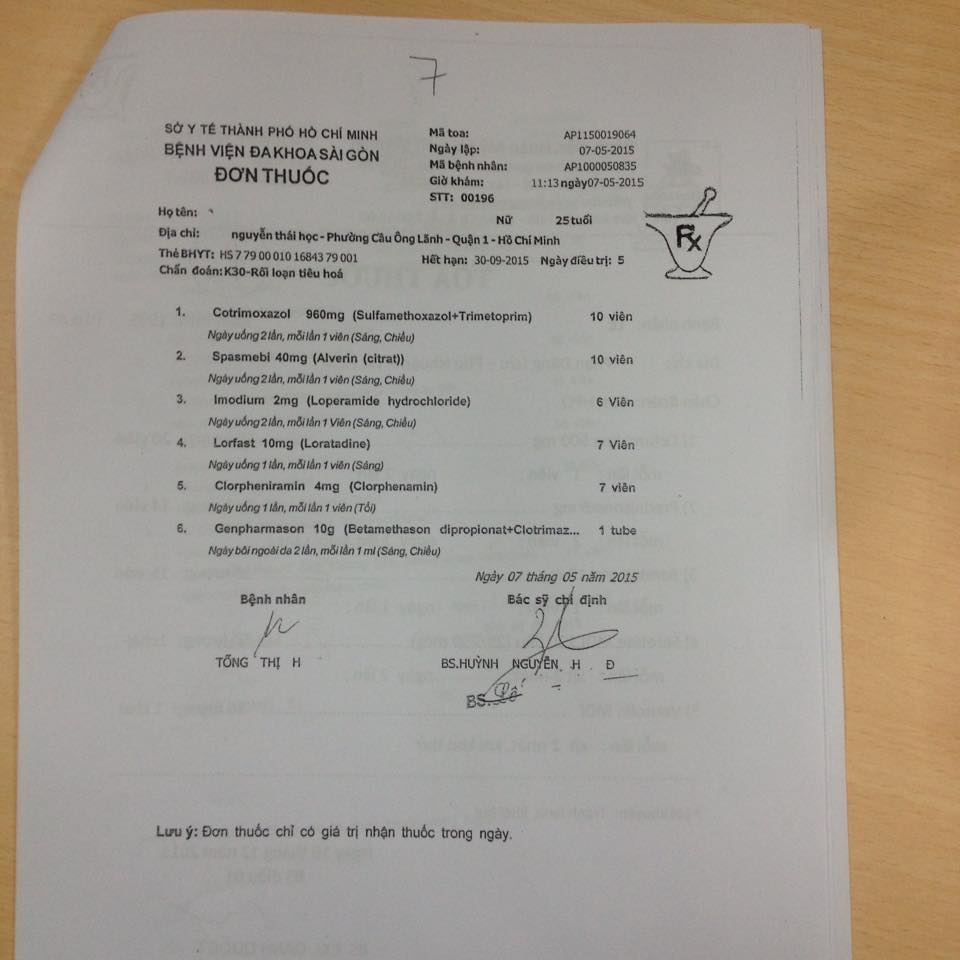 7
SỞ Y TẾ THÀNH PHỐ HỒ CHÍ MINH
BỆNH VIỆN ĐA KHOA SÀI GÒN
ĐƠN THUỐC
Mã toa: AP1150019064
Ngày lập: 07-05-2015
Mã bệnh nhân: AP1000050835
Giờ khám: 11:13 ngày07-05-2015
STT: 00196
Họ tên: Nữ 25 tuổi
Địa chỉ: nguyễn thái học - Phường Cầu Ông Lãnh - Quận 1 - Hồ Chí Minh
Thẻ BHYT: HS 7 79 00 010 16843 79 001 Hết hạn: 30-09-2015 Ngày điều trị: 5
Chẩn đoán: K30-Rối loạn tiêu hoá
Rx
1. Cotrimoxazol 960mg (Sulfamethoxazol+Trimetoprim) 10 viên
Ngày uống 2 lần, mỗi lần 1 viên (Sáng, Chiều)
2. Spasmebi 40mg (Alverin (citrat)) 10 viên
Ngày uống 2 lần, mỗi lần 1 viên (Sáng, Chiều)
3. Imodium 2mg (Loperamide hydrochloride) 6 Viên
Ngày uống 2 lần, mỗi lần 1 Viên (Sáng, Chiều)
4. Lorfast 10mg (Loratadine) 7 Viên
Ngày uống 1 lần, mỗi lần 1 viên (Sáng)
5. Clorpheniramin 4mg (Clorphenamin) 7 viên
Ngày uống 1 lần, mỗi lần 1 viên (Tối)
6. Genpharmason 10g (Betamethason dipropionat+Clotrimaz... 1 tube
Ngày bôi ngoài da 2 lần, mỗi lần 1 ml (Sáng, Chiều)
Ngày 07 tháng 05 năm 2015
Bệnh nhân Bác sỹ chỉ định
TỐNG THỊ H BS.HUỲNH NGUYỄN H Đ
BS.
Lưu ý: Đơn thuốc chỉ có giá trị nhận thuốc trong ngày.